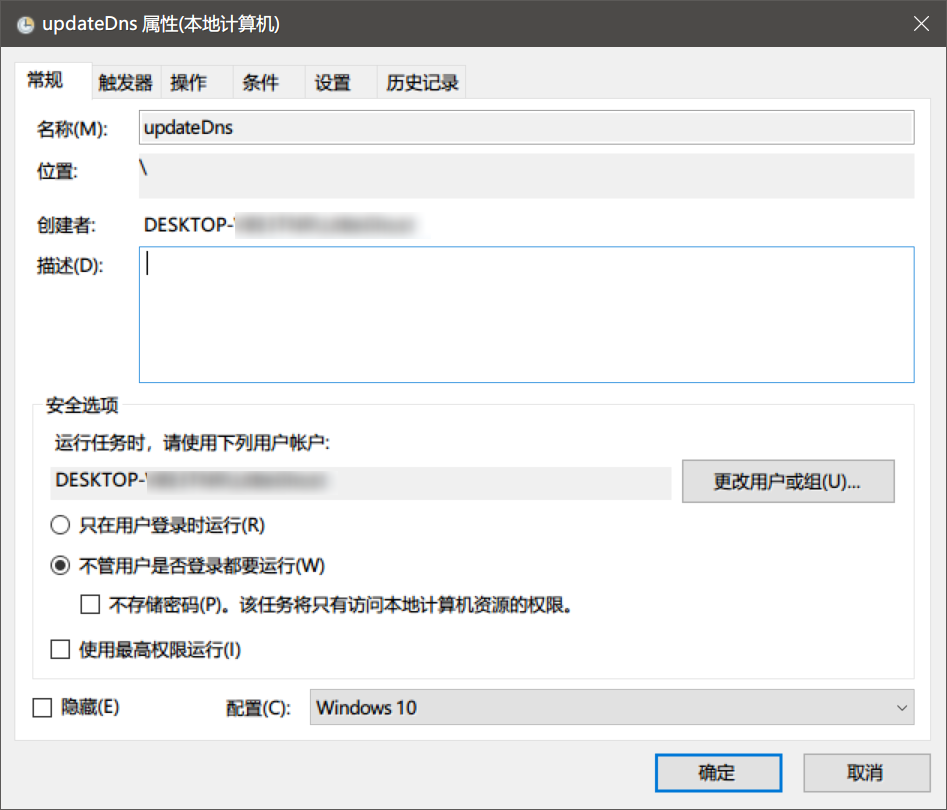 updateDns 属性(本地计算机)
常规 触发器 操作 条件 设置 历史记录
名称(M): updateDns
位置: \
创建者: DESKTOP-
描述(D):
安全选项
运行任务时，请使用下列用户帐户:
DESKTOP- 更改用户或组(U)...
只在用户登录时运行(R)
不管用户是否登录都要运行(W)
不存储密码(P)。该任务将只有访问本地计算机资源的权限。
使用最高权限运行(I)
隐藏(E) 配置(C): Windows 10
确定 取消